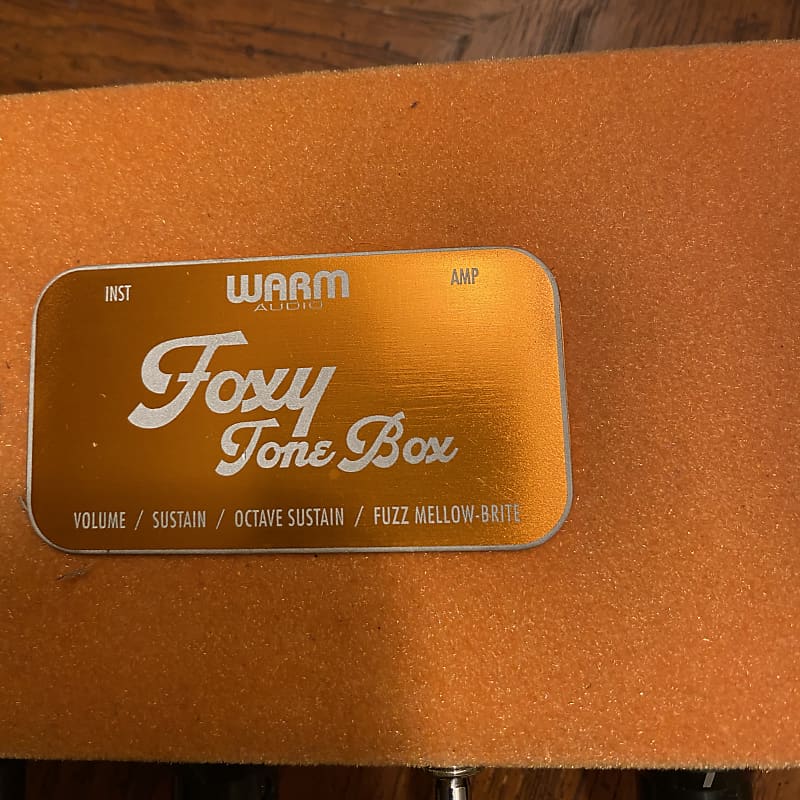 INST
WARM
AUDIO
AMP
Foxy
Tone Box
VOLUME / SUSTAIN / OCTAVE SUSTAIN / FUZZ MELLOW-BRITE